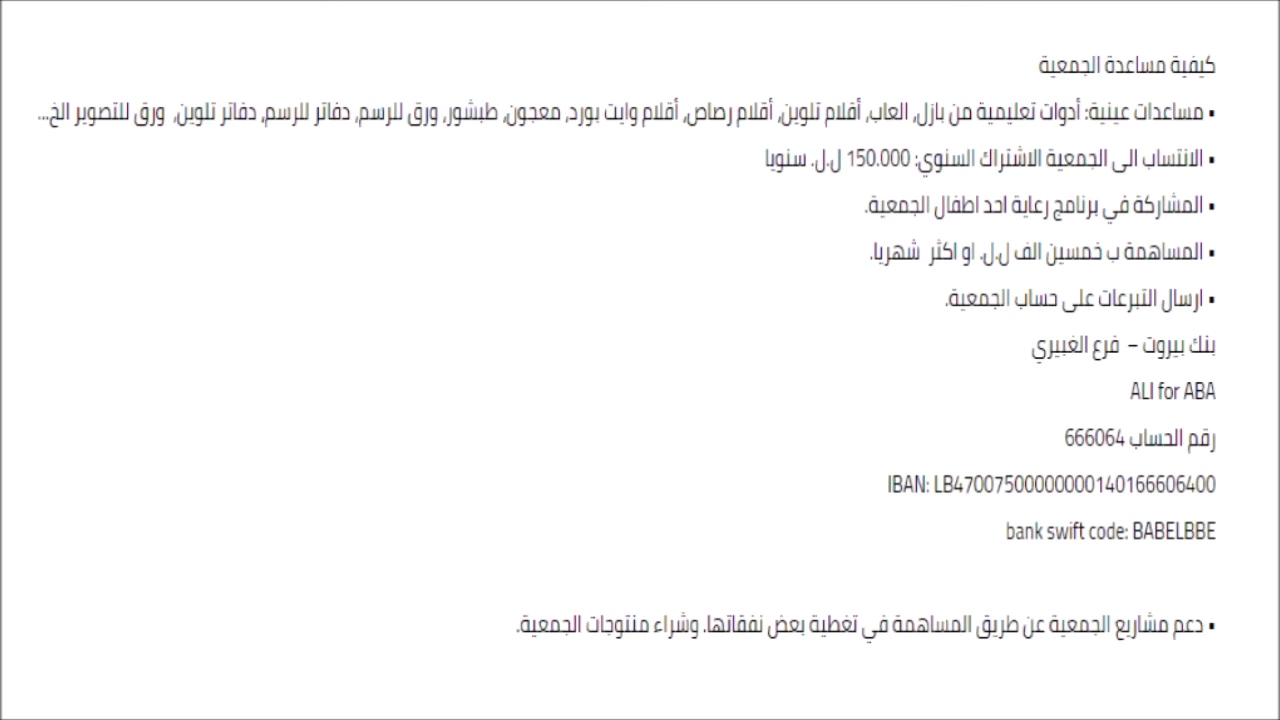 كيفية مساعدة الجمعية
▪ مساعدات عينية: أدوات تعليمية من بازل, العاب, أقلام تلوين, أقلام رصاص, أقلام وايت بورد, معجون, طبشور, ورق للرسم, دفاتر للرسم, دفاتر تلوين, ورق للتصوير الخ...
▪ الانتساب الى الجمعية الاشتراك السنوي: 150.000 ل.ل. سنويا
▪ المشاركة في برنامج رعاية احد اطفال الجمعية.
▪ المساهمة ب خمسين الف ل.ل. او اكثر شهريا.
▪ ارسال التبرعات على حساب الجمعية.
بنك بيروت – فرع الغبيري
ALI for ABA
رقم الحساب 666064
IBAN: LB47007500000000140166606400
bank swift code: BABELBBE
▪ دعم مشاريع الجمعية عن طريق المساهمة في تغطية بعض نفقاتها. وشراء منتوجات الجمعية.